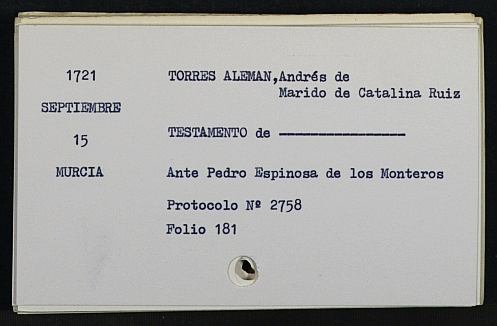 1721
SEPTIEMBRE
15
MURCIA
TORRES ALEMAN,Andrés de
Marido de Catalina Ruiz
TESTAMENTO de ----------------
Ante Pedro Espinosa de los Monteros
Protocolo Nº 2758
Folio 181